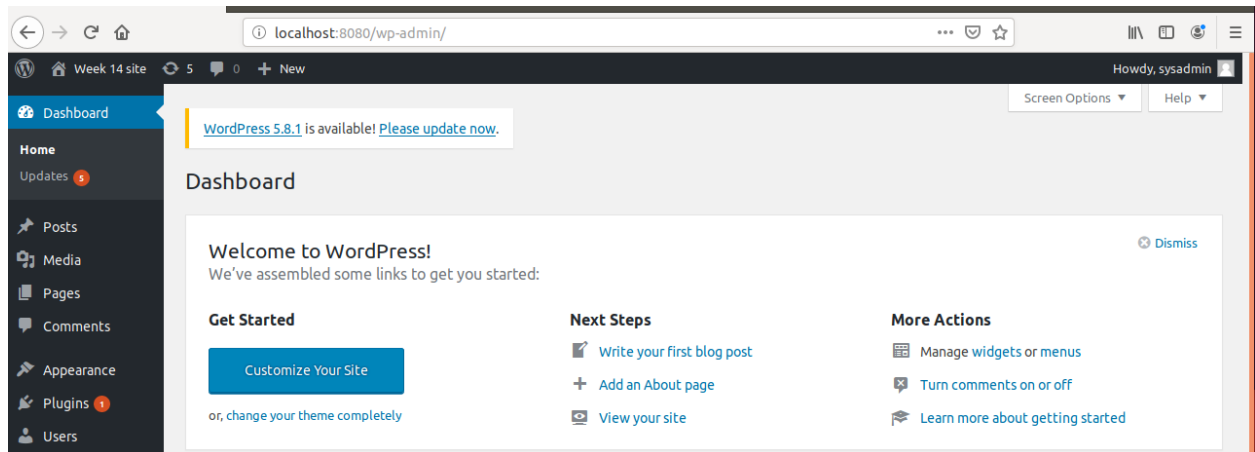 localhost:8080/wp-admin/
Week 14 site 5 0 + New Howdy, sysadmin
Screen Options ▼ Help ▼
Dashboard
Home
Updates 5
Posts
Media
Pages
Comments
Appearance
Plugins 1
Users
WordPress 5.8.1 is available! Please update now.
Dashboard
Welcome to WordPress!
Dismiss
We've assembled some links to get you started:
Get Started
Customize Your Site
or, change your theme completely
Next Steps
Write your first blog post
Add an About page
View your site
More Actions
Manage widgets or menus
Turn comments on or off
Learn more about getting started